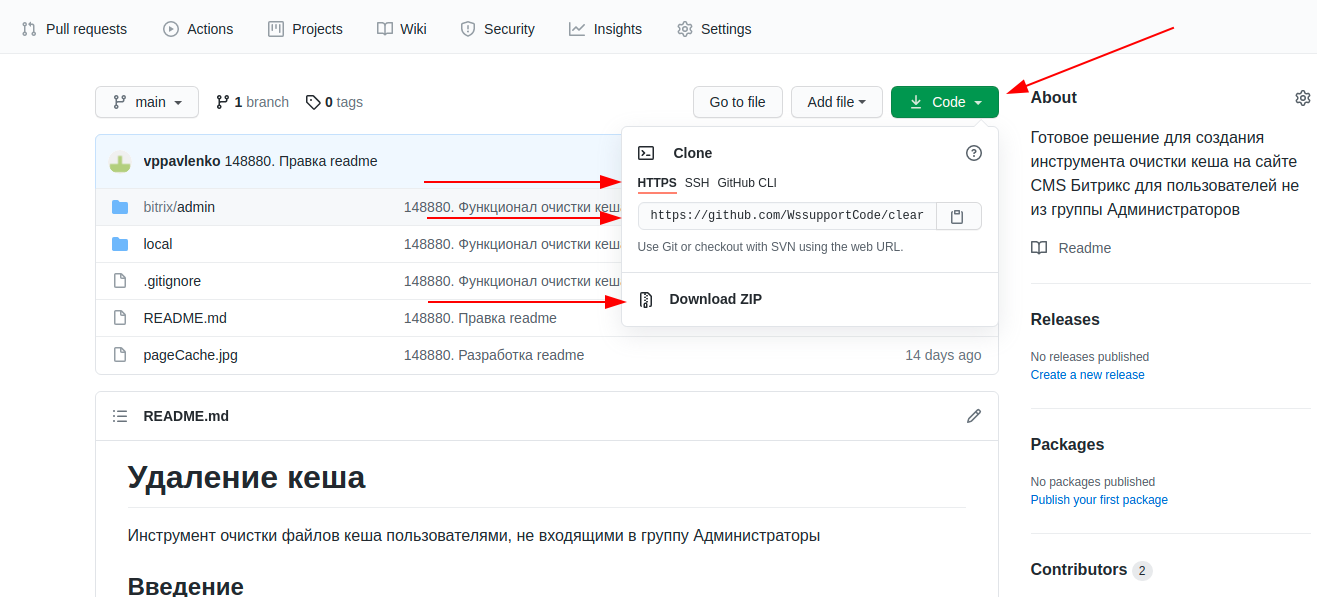 Pull requests Actions Projects Wiki Security Insights Settings
main 1 branch 0 tags Go to file Add file Code
About
Готовое решение для создания
инструмента очистки кеша на сайте
CMS Битрикс для пользователей не
из группы Администраторов
Readme
vppavlenko 148880. Правка readme
bitrix/admin 148880. Функционал очистки
local 148880. Функционал очистки
.gitignore 148880. Функционал очистки
README.md 148880. Правка readme
pageCache.jpg 148880. Разработка readme 14 days ago
Clone
HTTPS SSH GitHub CLI
https://github.com/WssupportCode/clear
Use Git or checkout with SVN using the web URL.
Download ZIP
Releases
No releases published
Create a new release
Packages
No packages published
Publish your first package
Contributors 2
README.md
Удаление кеша
Инструмент очистки файлов кеша пользователями, не входящими в группу Администраторы
Введение